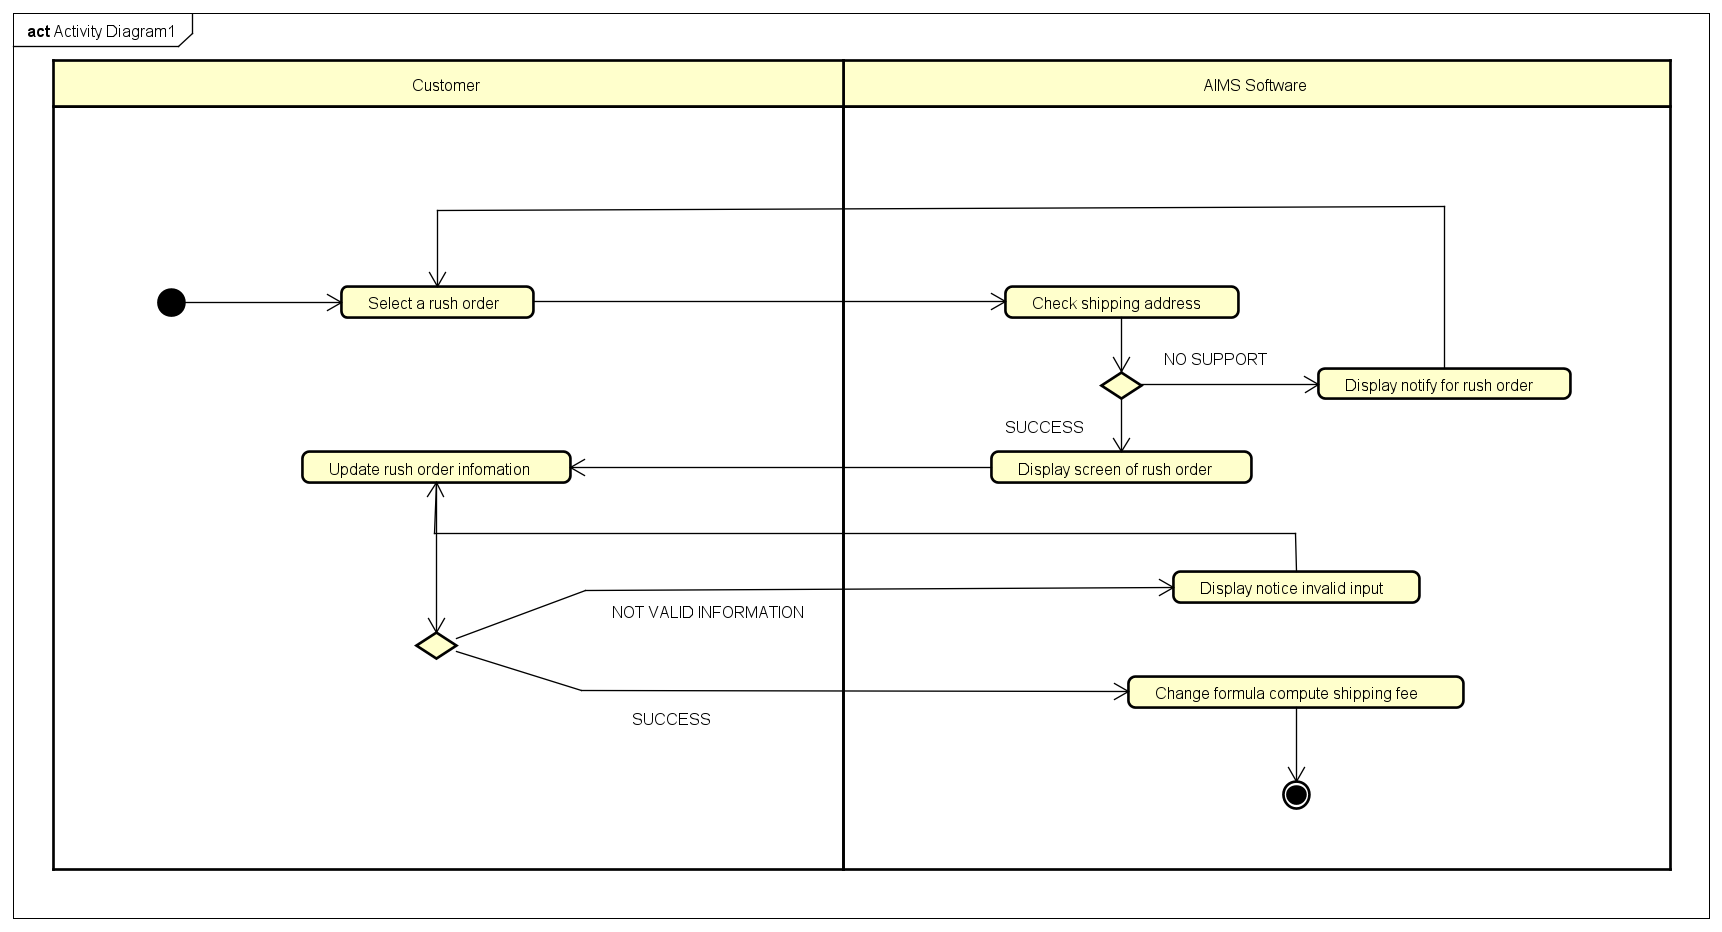 act Activity Diagram1
Customer
AIMS Software
Select a rush order
Check shipping address
NO SUPPORT
Display notify for rush order
SUCCESS
Update rush order infomation
Display screen of rush order
Display notice invalid input
NOT VALID INFORMATION
Change formula compute shipping fee
SUCCESS